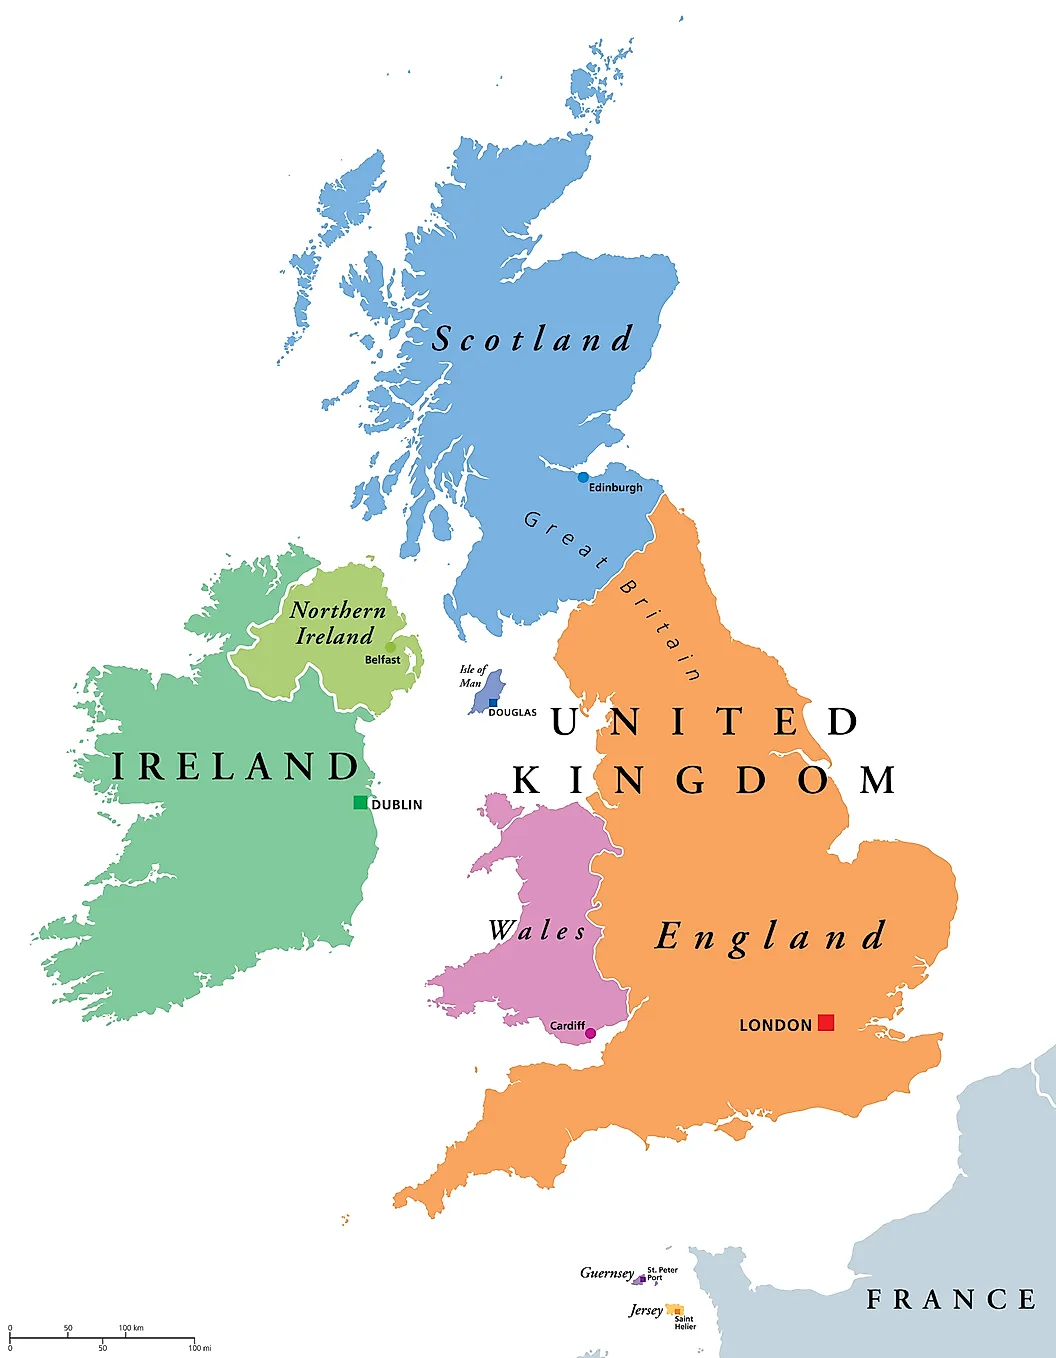 Scotland
Edinburgh
Great Britain
Northern
Ireland
Belfast
Isle of
Man
DOUGLAS
UNITED
KINGDOM
IRELAND
DUBLIN
Wales
England
Cardiff
LONDON
Guernsey
St. Peter
Port
Jersey
Saint
Helier
FRANCE
0 50 100 km
0 50 100 mi